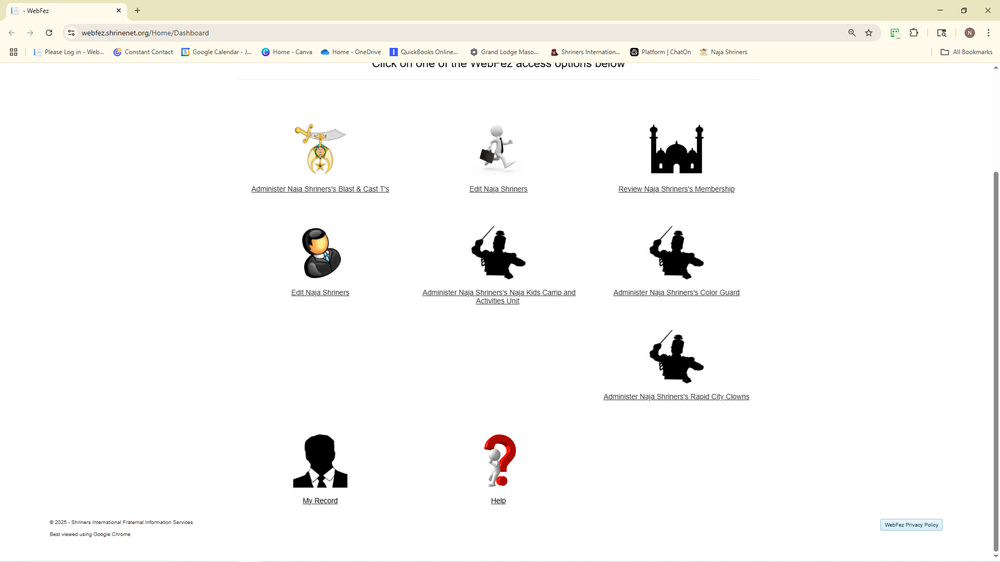 - WebFez
webfez.shrinenet.org/Home/Dashboard
N
Please Log in - Web...
Constant Contact
5 Google Calendar - J...
Home - Canva
Home - OneDrive
QuickBooks Online...
Grand Lodge Maso...
Shriners Internation...
Platform | ChatOn
Naja Shriners
All Bookmarks
Click on one of the WebFez access options below
Administer Naja Shriners's Blast & Cast T's
Edit Naja Shriners
Review Naja Shriners's Membership
Edit Naja Shriners
Administer Naja Shriners's Naja Kids Camp and
Activities Unit
Administer Naja Shriners's Color Guard
Administer Naja Shriners's Rapid City Clowns
My Record
Help
© 2025 - Shriners International Fraternal Information Services
WebFez Privacy Policy
Best viewed using Google Chrome